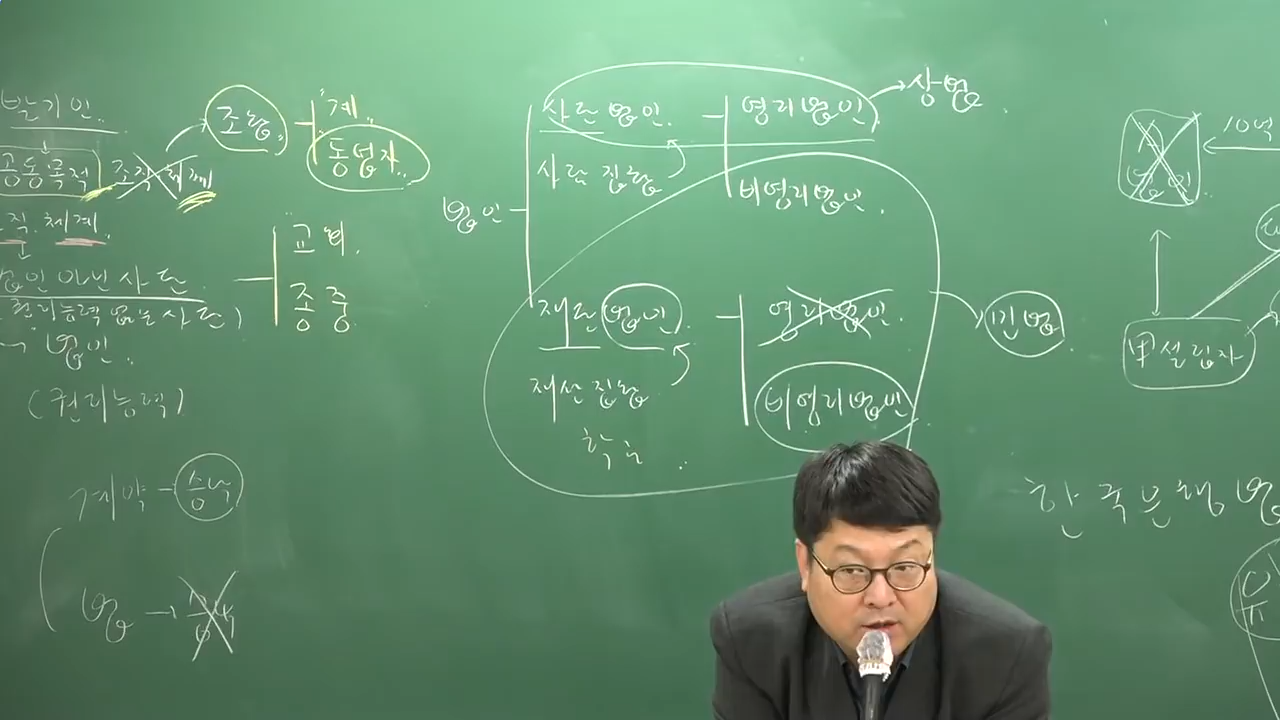 발기인
공동목적 조직체계
조합
계
동업자
직 체계
법인 아닌 사단
교회
종중
(권리능력 없는 사단)
→ 법인
(권리능력)
계약 - 승낙
법 →
법인
사단 법인
사람 집합
영리법인
비영리법인
→ 상법
재단 법인
재산 집합
영리법인
비영리법인
민법
법인
10억
甲 설립자
한국은행 법